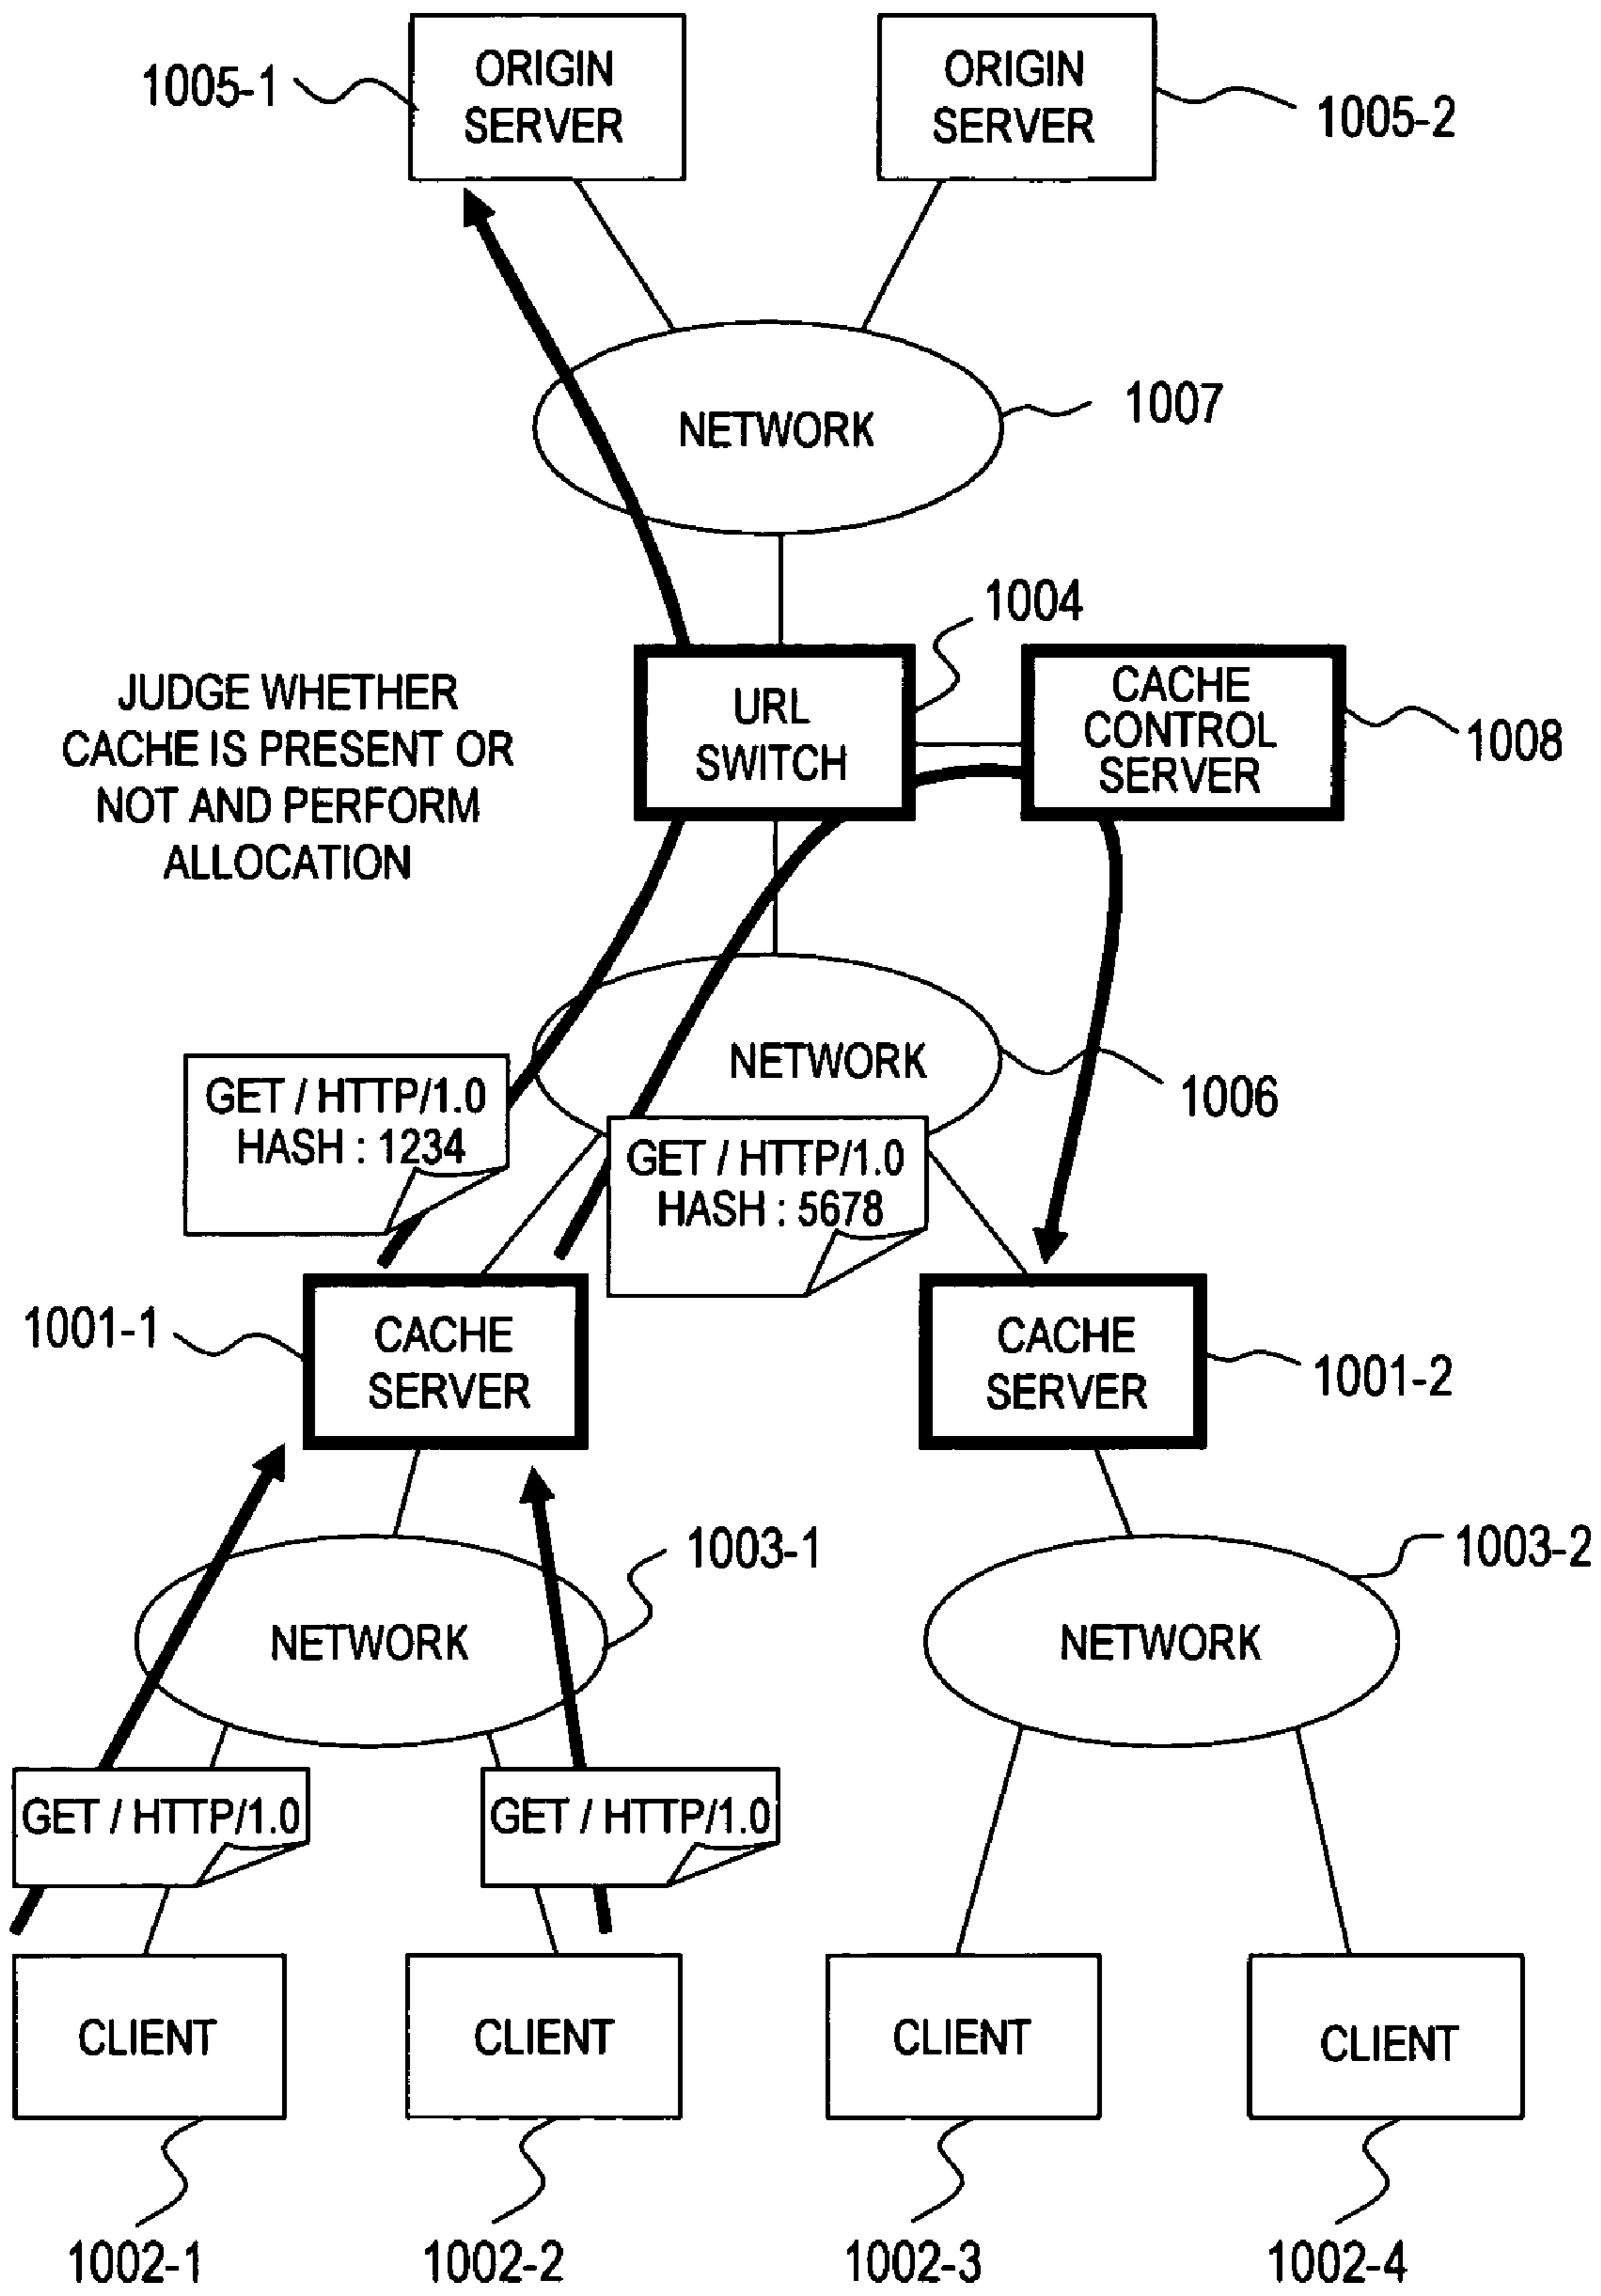 ORIGIN
SERVER
1005-1
ORIGIN
SERVER
1005-2
NETWORK
1007
1004
URL
SWITCH
CACHE
CONTROL
SERVER
1008
JUDGE WHETHER
CACHE IS PRESENT OR
NOT AND PERFORM
ALLOCATION
NETWORK
1006
GET / HTTP/1.0
HASH : 1234
GET / HTTP/1.0
HASH : 5678
1001-1
CACHE
SERVER
CACHE
SERVER
1001-2
1003-1
NETWORK
1003-2
NETWORK
GET / HTTP/1.0
GET / HTTP/1.0
CLIENT
CLIENT
CLIENT
CLIENT
1002-1
1002-2
1002-3
1002-4